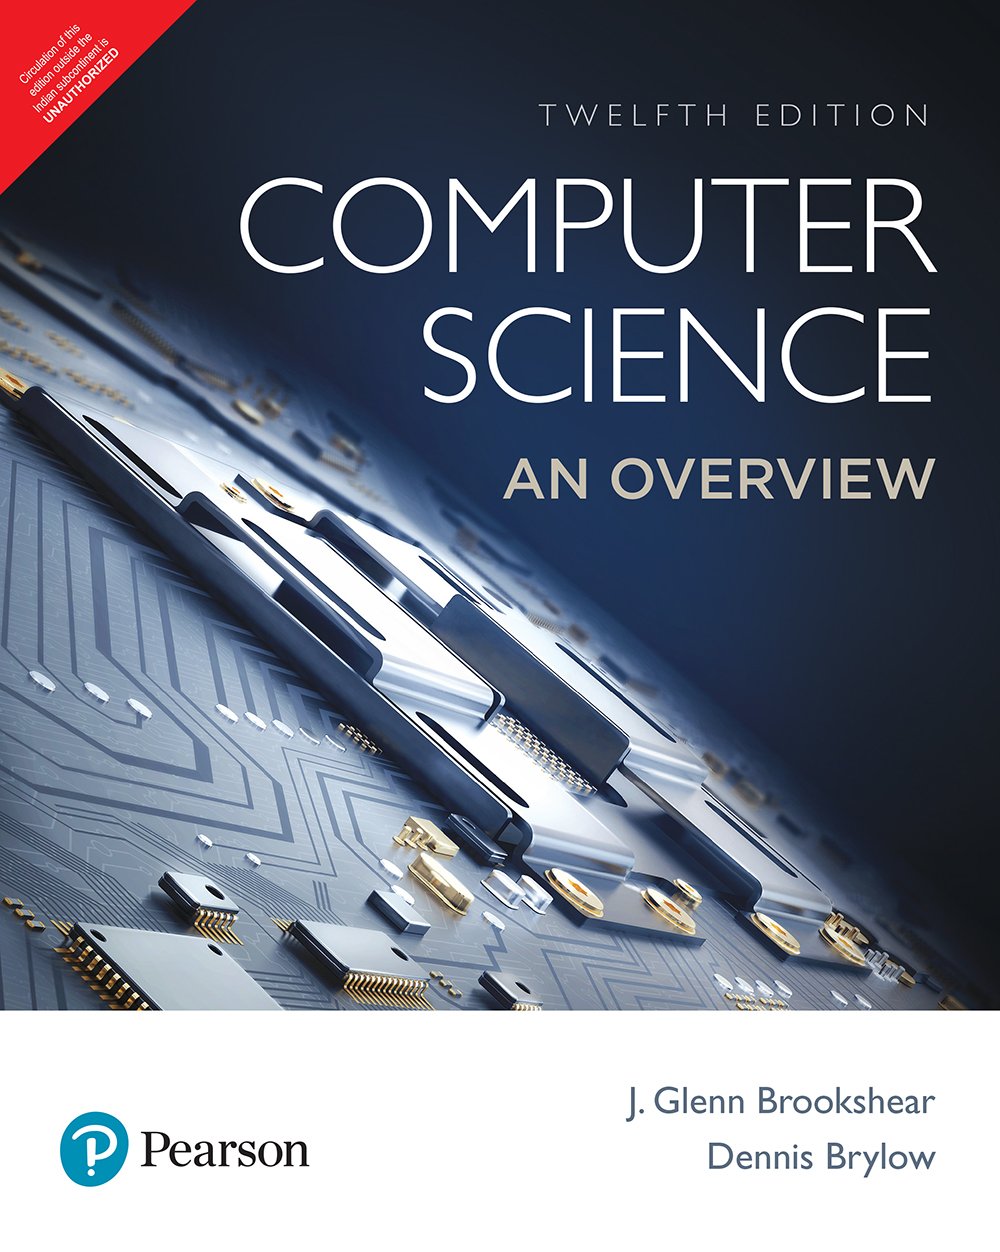 Circulation of this
edition outside the
Indian subcontinent is
UNAUTHORIZED
TWELFTH EDITION
COMPUTER
SCIENCE
AN OVERVIEW
J. Glenn Brookshear
Dennis Brylow
Pearson